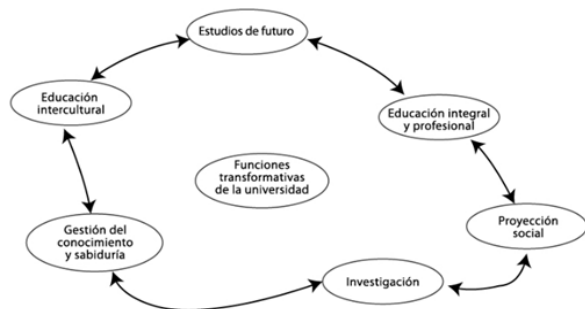 Estudios de futuro
Educación
intercultural
Educación integral
y profesional
Funciones
transformativas
de la universidad
Gestión del
conocimiento
y sabiduría
Proyección
social
Investigación